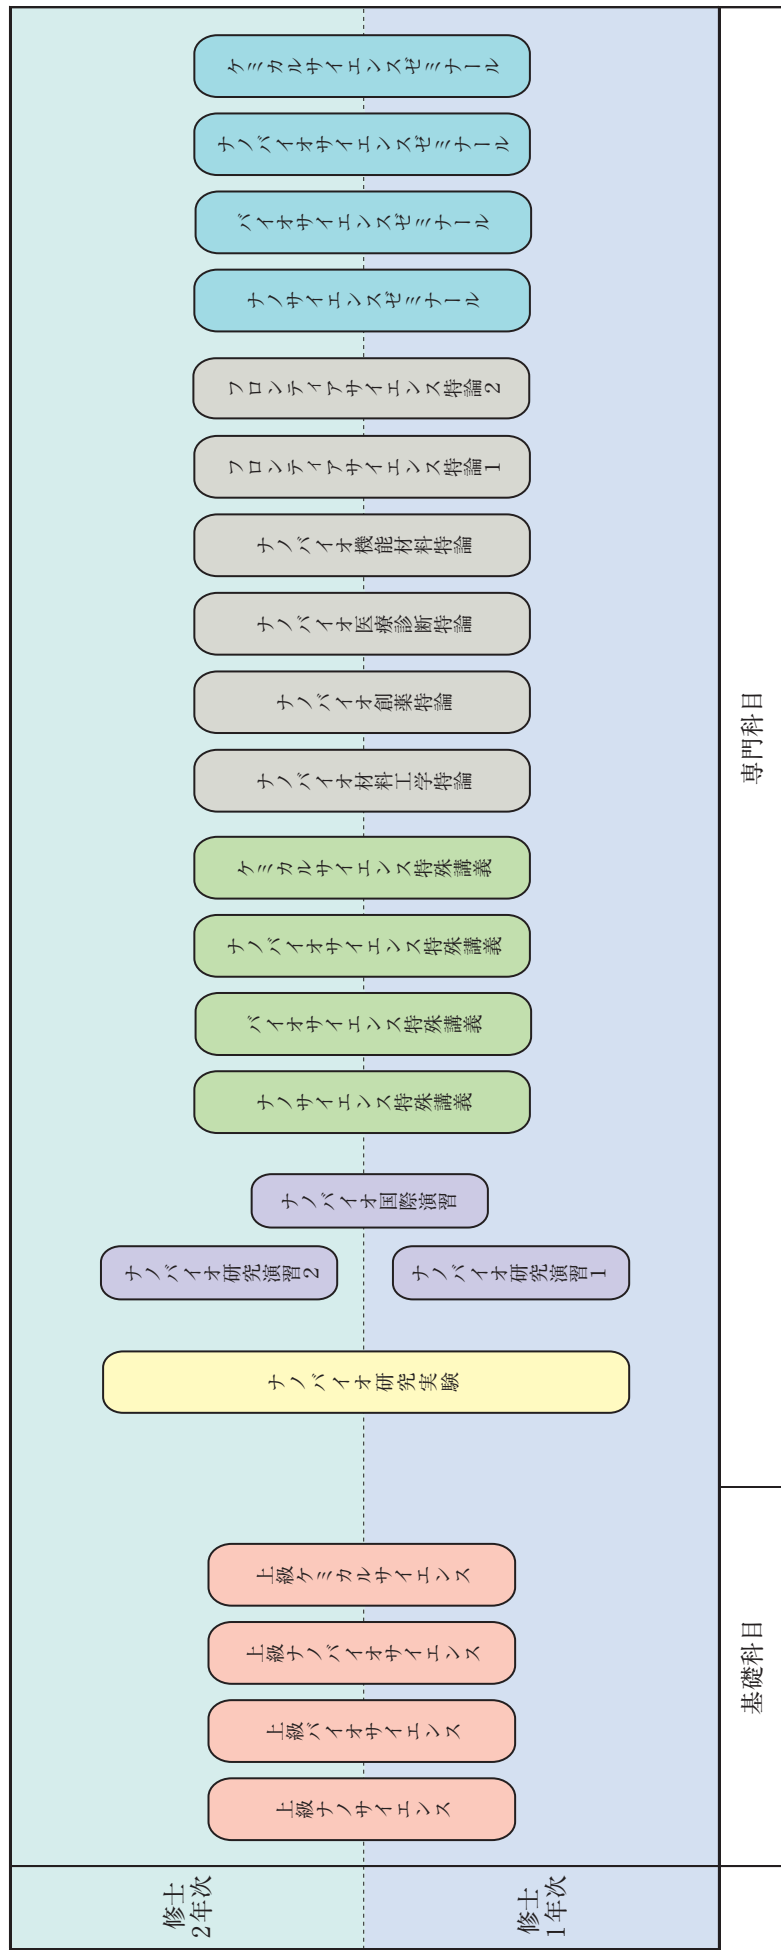 修士
2年次
修士
1年次
上級ナノサイエンス
上級バイオサイエンス
上級ナノバイオサイエンス
上級ケミカルサイエンス
ナノバイオ研究実験
ナノバイオ研究演習2
ナノバイオ研究演習1
ナノバイオ国際演習
ナノサイエンス特殊講義
バイオサイエンス特殊講義
ナノバイオサイエンス特殊講義
ケミカルサイエンス特殊講義
ナノバイオ材料工学特論
ナノバイオ創薬特論
ナノバイオ医療診断特論
ナノバイオ機能材料特論
フロンティアサイエンス特論1
フロンティアサイエンス特論2
ナノサイエンスゼミナール
バイオサイエンスゼミナール
ナノバイオサイエンスゼミナール
ケミカルサイエンスゼミナール
基礎科目
専門科目